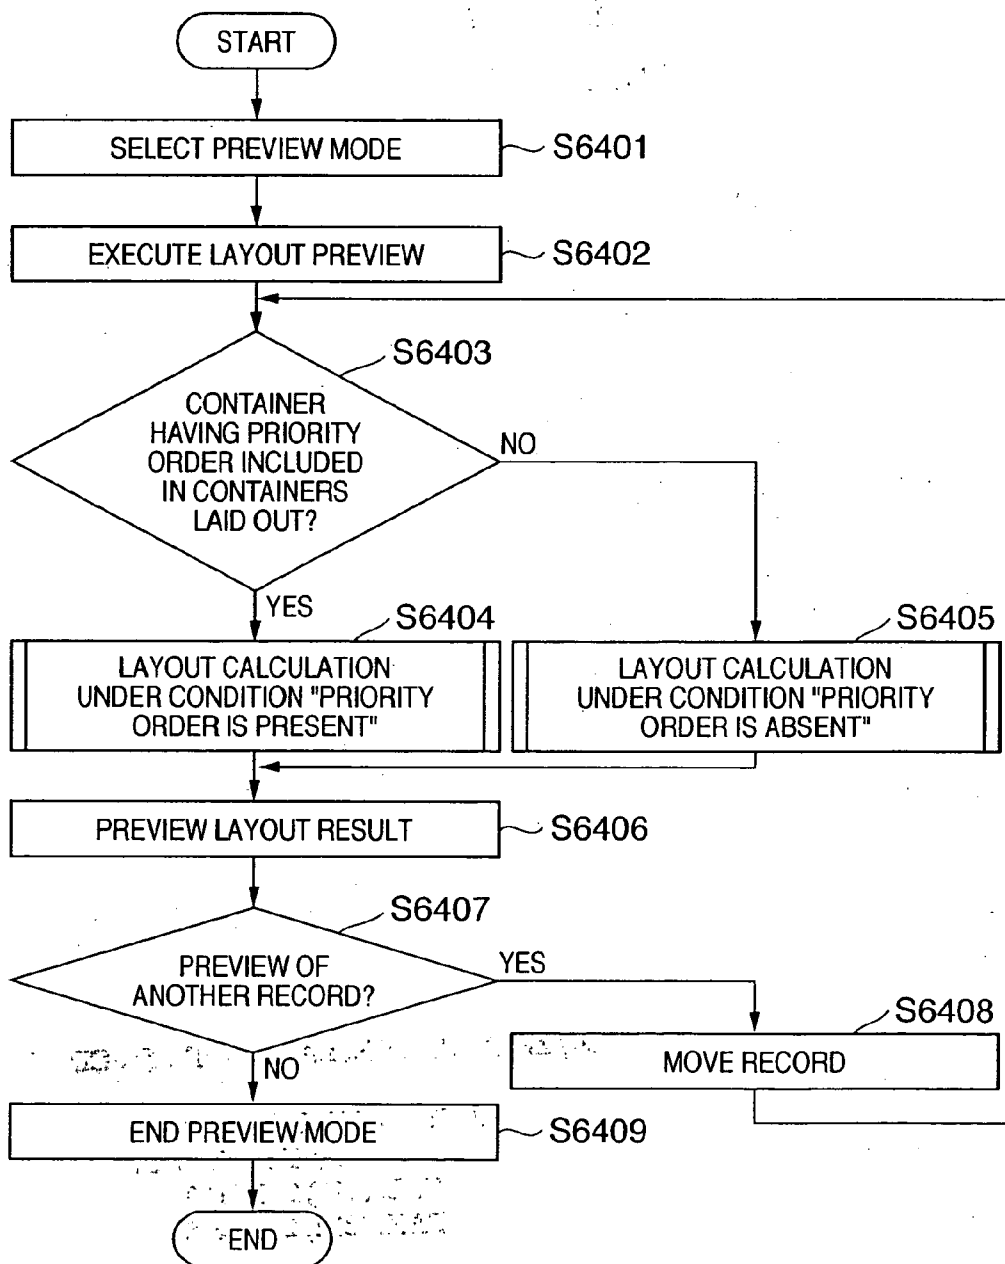 START
SELECT PREVIEW MODE
S6401
EXECUTE LAYOUT PREVIEW
S6402
S6403
CONTAINER
HAVING PRIORITY
ORDER INCLUDED
IN CONTAINERS
LAID OUT?
NO
YES
S6404
LAYOUT CALCULATION
UNDER CONDITION "PRIORITY
ORDER IS PRESENT"
S6405
LAYOUT CALCULATION
UNDER CONDITION "PRIORITY
ORDER IS ABSENT"
PREVIEW LAYOUT RESULT
S6406
S6407
PREVIEW OF
ANOTHER RECORD?
YES
S6408
MOVE RECORD
NO
END PREVIEW MODE
S6409
END